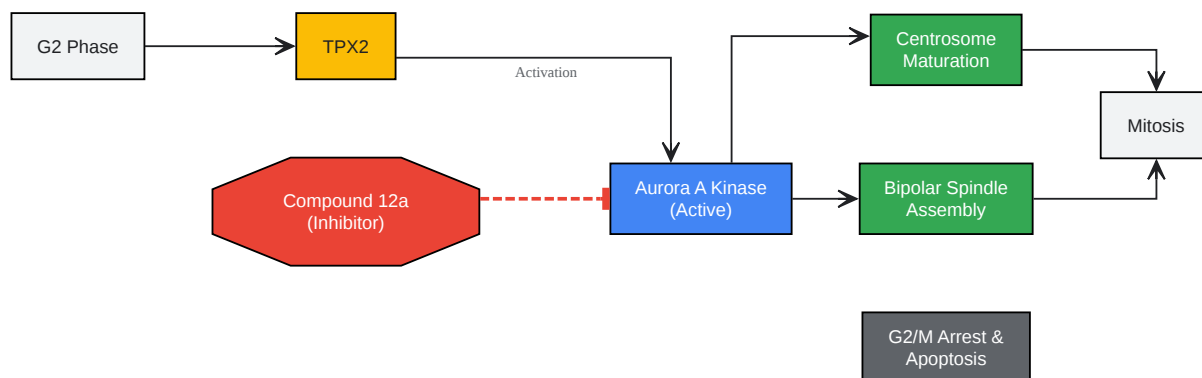 G2 Phase
TPX2
Activation
Centrosome
Maturation
Mitosis
Compound 12a
(Inhibitor)
Aurora A Kinase
(Active)
Bipolar Spindle
Assembly
G2/M Arrest &
Apoptosis